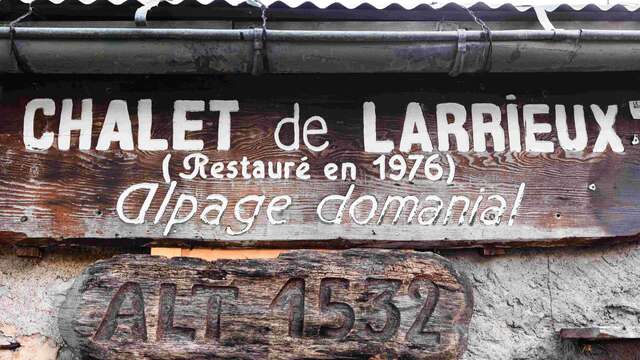 CHALET de LARRIEUX"
(Restauré en 1976)
Alpage domanial
ALT 1532